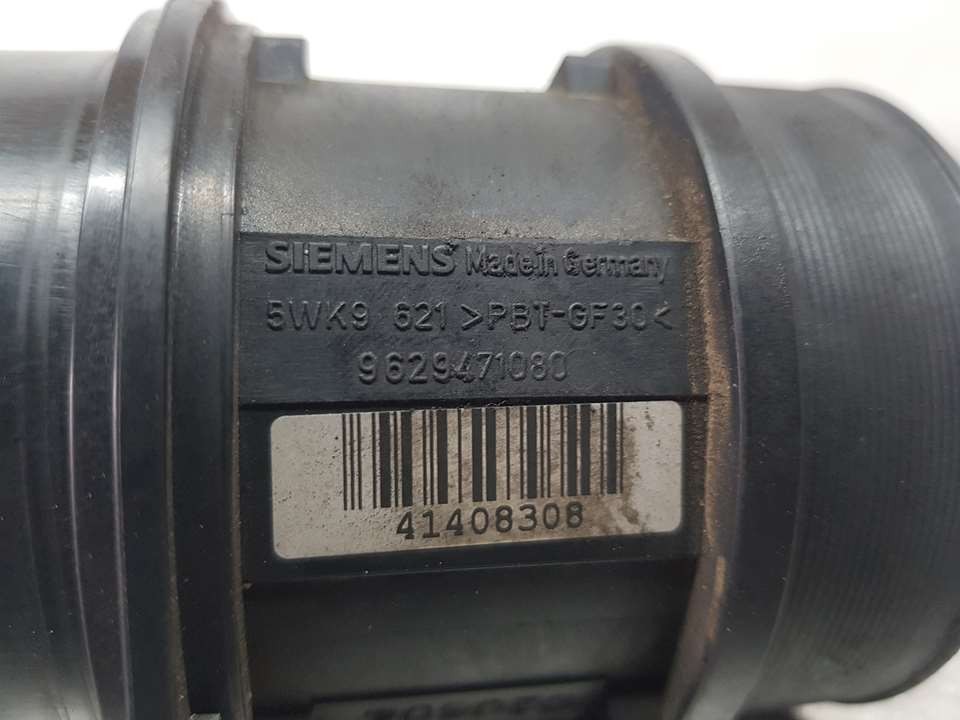 SIEMENS Made in Germany
5WK9 621 >PBT-GF30<
9629471080
41408308